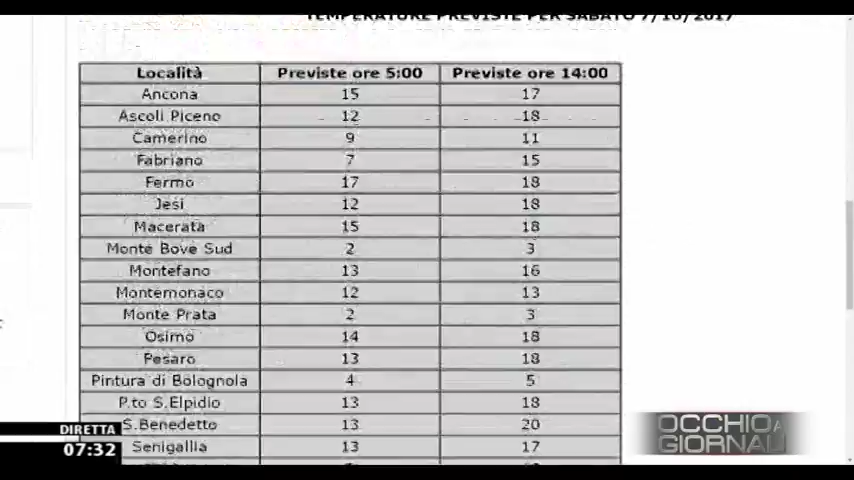 TEMPERATURE PREVISTE PER SABATO 7/10/2017
Località Previste ore 5:00 Previste ore 14:00
Ancona 15 17
Ascoli Piceno 12 18
Camerino 9 11
Fabriano 7 15
Fermo 17 18
Jesi 12 18
Macerata 15 18
Monte Bove Sud 2 3
Montefano 13 16
Montemonaco 12 13
Monte Prata 2 3
Osimo 14 18
Pesaro 13 18
Pintura di Bolognola 4 5
P.to S.Elpidio 13 18
S.Benedetto 13 20
Senigallia 13 17
DIRETTA
07:32
OCCHIO AI
GIORNALI